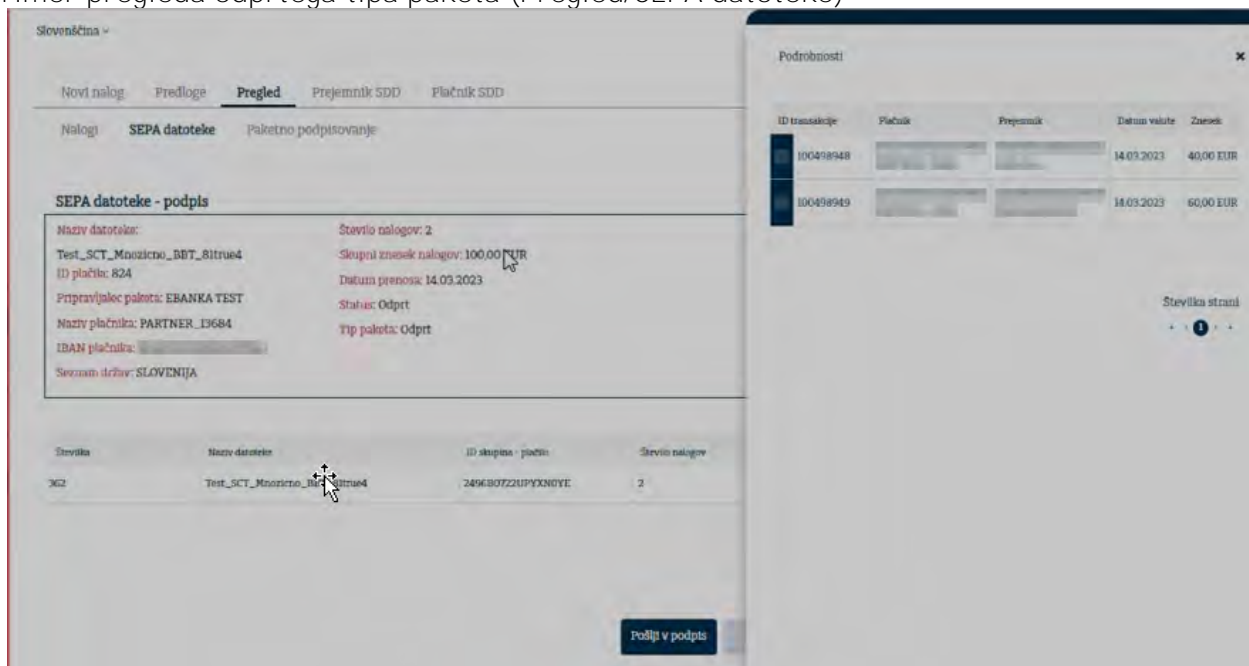 Primer pregleda odprtega tipa paketa (Pregled/SEPA datoteke)
Slovenščina
Novi nalog Predloge Pregled Prejemnik SDD Plačnik SDD
Nalogi SEPA datoteke Paketno podpisovanje
SEPA datoteke - podpis
Naziv datoteke: Število nalogov: 2
Test_SCT_Mnozicno_BBT_81true4 Skupni znesek nalogov: 100,00 EUR
ID plačila: 824 Datum prenosa: 14.03.2023
Pripravljalec paketa: EBANKA TEST Status: Odprt
Naziv plačnika: PARTNER_13684 Tip paketa: Odprt
IBAN plačnika:
Seznam držav: SLOVENIJA
Številka Naziv datoteke ID skupina - plačilo Število nalogov
362 Test_SCT_Mnozicno_BBT_81true4 2
Pošlji v podpis
Podrobnosti
ID transakcije Plačnik Prejemnik Datum valute Znesek
100498948 14.03.2023 40,00 EUR
100498949 14.03.2023 60,00 EUR
Številka strani
1